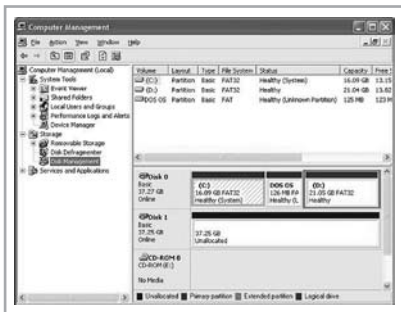 Computer Management
File Action View Window Help
Computer Management (Local)
System Tools
Event Viewer
Shared Folders
Local Users and Groups
Performance Logs and Alerts
Device Manager
Storage
Removable Storage
Disk Defragmenter
Disk Management
Services and Applications
Volume Layout Type File System Status Capacity Free
(C:) Partition Basic FAT32 Healthy (System) 16.09 GB 13.15
(D:) Partition Basic FAT32 Healthy 21.04 GB 13.82
DOS OS Partition Basic FAT Healthy (Unknown Partition) 125 MB 123 M
Disk 0
Basic
37.27 GB
Online
(C:)
16.09 GB FAT32
Healthy (System)
DOS OS
126 MB FA
Healthy (L
(D:)
21.05 GB FAT32
Healthy
Disk 1
Basic
37.25 GB
Online
37.25 GB
Unallocated
CD-ROM 0
CD-ROM (E:)
No Media
Unallocated Primary partition Extended partition Logical drive